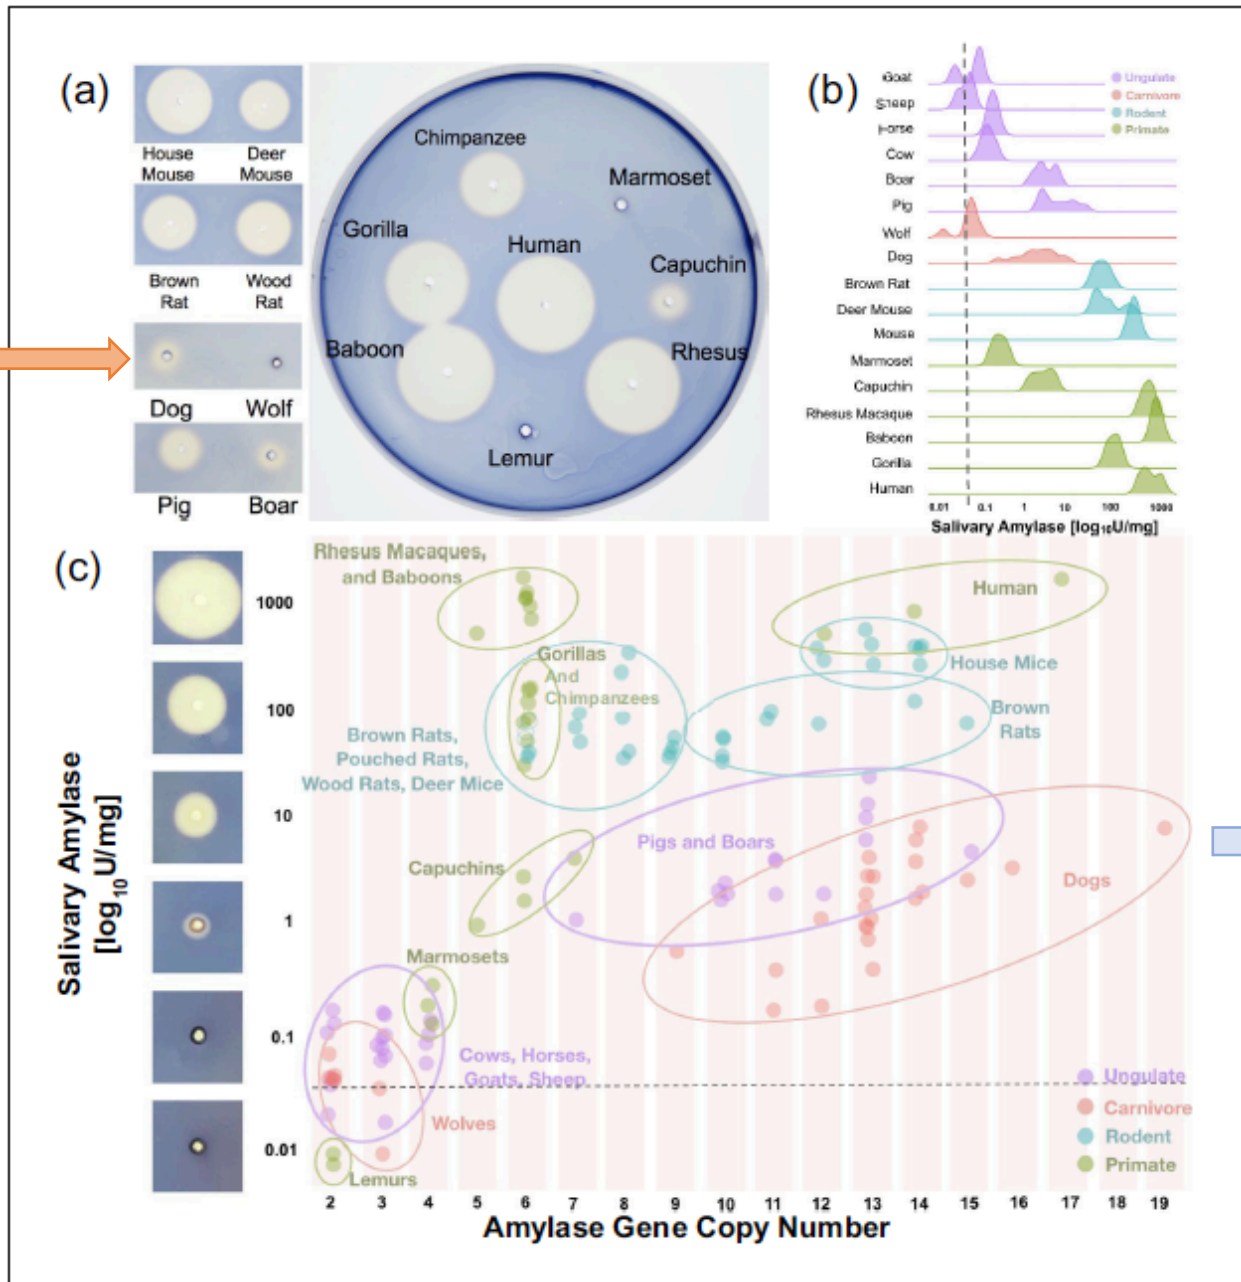 (a)
House
Mouse
Deer
Mouse
Brown
Rat
Wood
Rat
Dog
Wolf
Pig
Boar
Chimpanzee
Marmoset
Gorilla
Human
Capuchin
Baboon
Rhesus
Lemur
(b)
Goat
Sheep
Horse
Cow
Boar
Pig
Wolf
Dog
Brown Rat
Deer Mouse
Mouse
Marmoset
Capuchin
Rhesus Macaque
Baboon
Gorilla
Human
Ungulate
Carnivore
Rodent
Primate
0.01 0.1 1 10 100 1000
Salivary Amylase [log10U/mg]
(c)
Salivary Amylase
[log10U/mg]
1000
100
10
1
0.1
0.01
Rhesus Macaques,
and Baboons
Human
Gorillas
And
Chimpanzees
House Mice
Brown Rats,
Pouched Rats,
Wood Rats, Deer Mice
Brown
Rats
Pigs and Boars
Capuchins
Dogs
Marmosets
Cows, Horses,
Goats, Sheep
Wolves
Lemurs
Ungulate
Carnivore
Rodent
Primate
2 3 4 5 6 7 8 9 10 11 12 13 14 15 16 17 18 19
Amylase Gene Copy Number